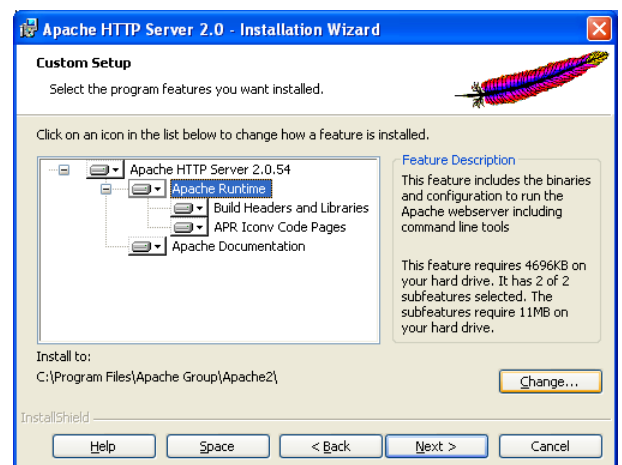 Apache HTTP Server 2.0 - Installation Wizard
Custom Setup
Select the program features you want installed.
Click on an icon in the list below to change how a feature is installed.
Apache HTTP Server 2.0.54
Apache Runtime
Build Headers and Libraries
APR Iconv Code Pages
Apache Documentation
Feature Description
This feature includes the binaries
and configuration to run the
Apache webserver including
command line tools
This feature requires 4696KB on
your hard drive. It has 2 of 2
subfeatures selected. The
subfeatures require 11MB on
your hard drive.
Install to:
C:\Program Files\Apache Group\Apache2\
Change...
InstallShield
Help
Space
< Back
Next >
Cancel